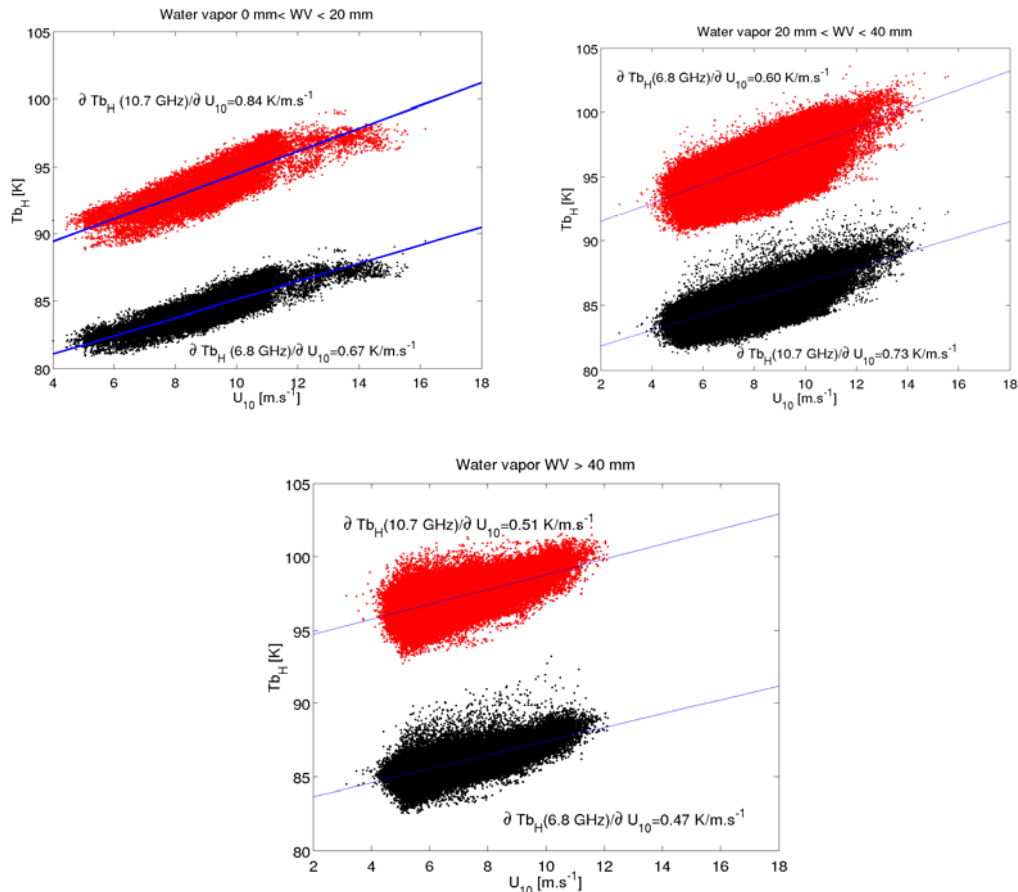 Water vapor 0 mm< WV < 20 mm
∂ Tb_H (10.7 GHz)/∂ U_10=0.84 K/m.s^-1
∂ Tb_H (6.8 GHz)/∂ U_10=0.67 K/m.s^-1
Tb_H [K]
100
95
90
85
80
4 6 8 10 12 14 16 18
U_10 [m.s^-1]
Water vapor 20 mm < WV < 40 mm
105
∂ Tb_H(6.8 GHz)/∂ U_10=0.60 K/m.s^-1
100
95
Tb_H [K]
90
85
∂ Tb_H(10.7 GHz)/∂ U_10=0.73 K/m.s^-1
80
2 4 6 8 10 12 14 16 18
U_10 [m.s^-1]
Water vapor WV > 40 mm
105
∂ Tb_H(10.7 GHz)/∂ U_10=0.51 K/m.s^-1
100
95
Tb_H [K]
90
85
∂ Tb_H(6.8 GHz)/∂ U_10=0.47 K/m.s^-1
80
2 4 6 8 10 12 14 16 18
U_10 [m.s^-1]